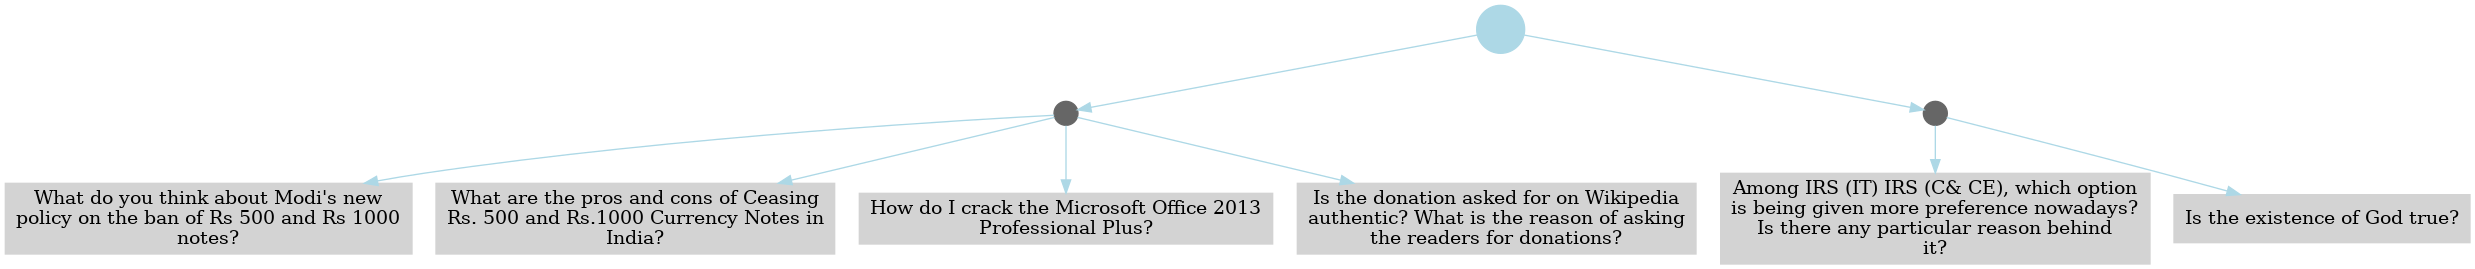 What do you think about Modi's new
policy on the ban of Rs 500 and Rs 1000
notes?
What are the pros and cons of Ceasing
Rs. 500 and Rs.1000 Currency Notes in
India?
How do I crack the Microsoft Office 2013
Professional Plus?
Is the donation asked for on Wikipedia
authentic? What is the reason of asking
the readers for donations?
Among IRS (IT) IRS (C& CE), which option
is being given more preference nowadays?
Is there any particular reason behind
it?
Is the existence of God true?